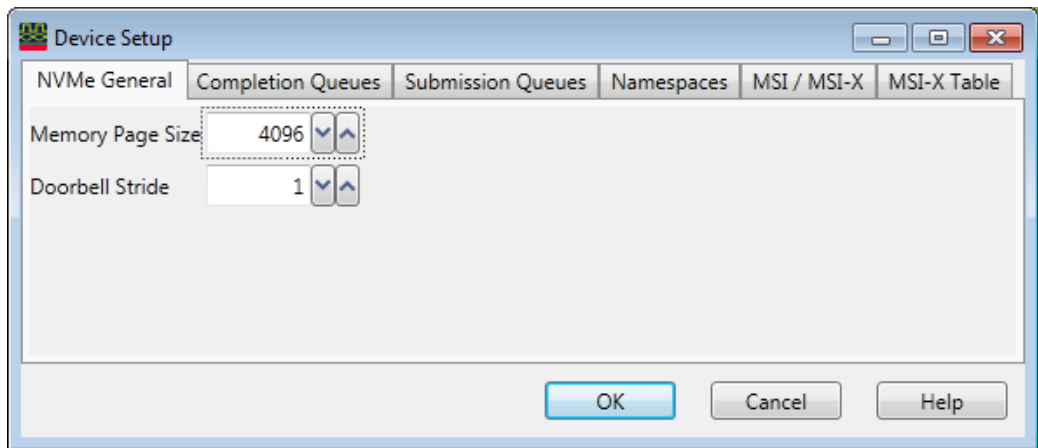 Device Setup
NVMe General Completion Queues Submission Queues Namespaces MSI / MSI-X MSI-X Table
Memory Page Size 4096
Doorbell Stride 1
OK Cancel Help